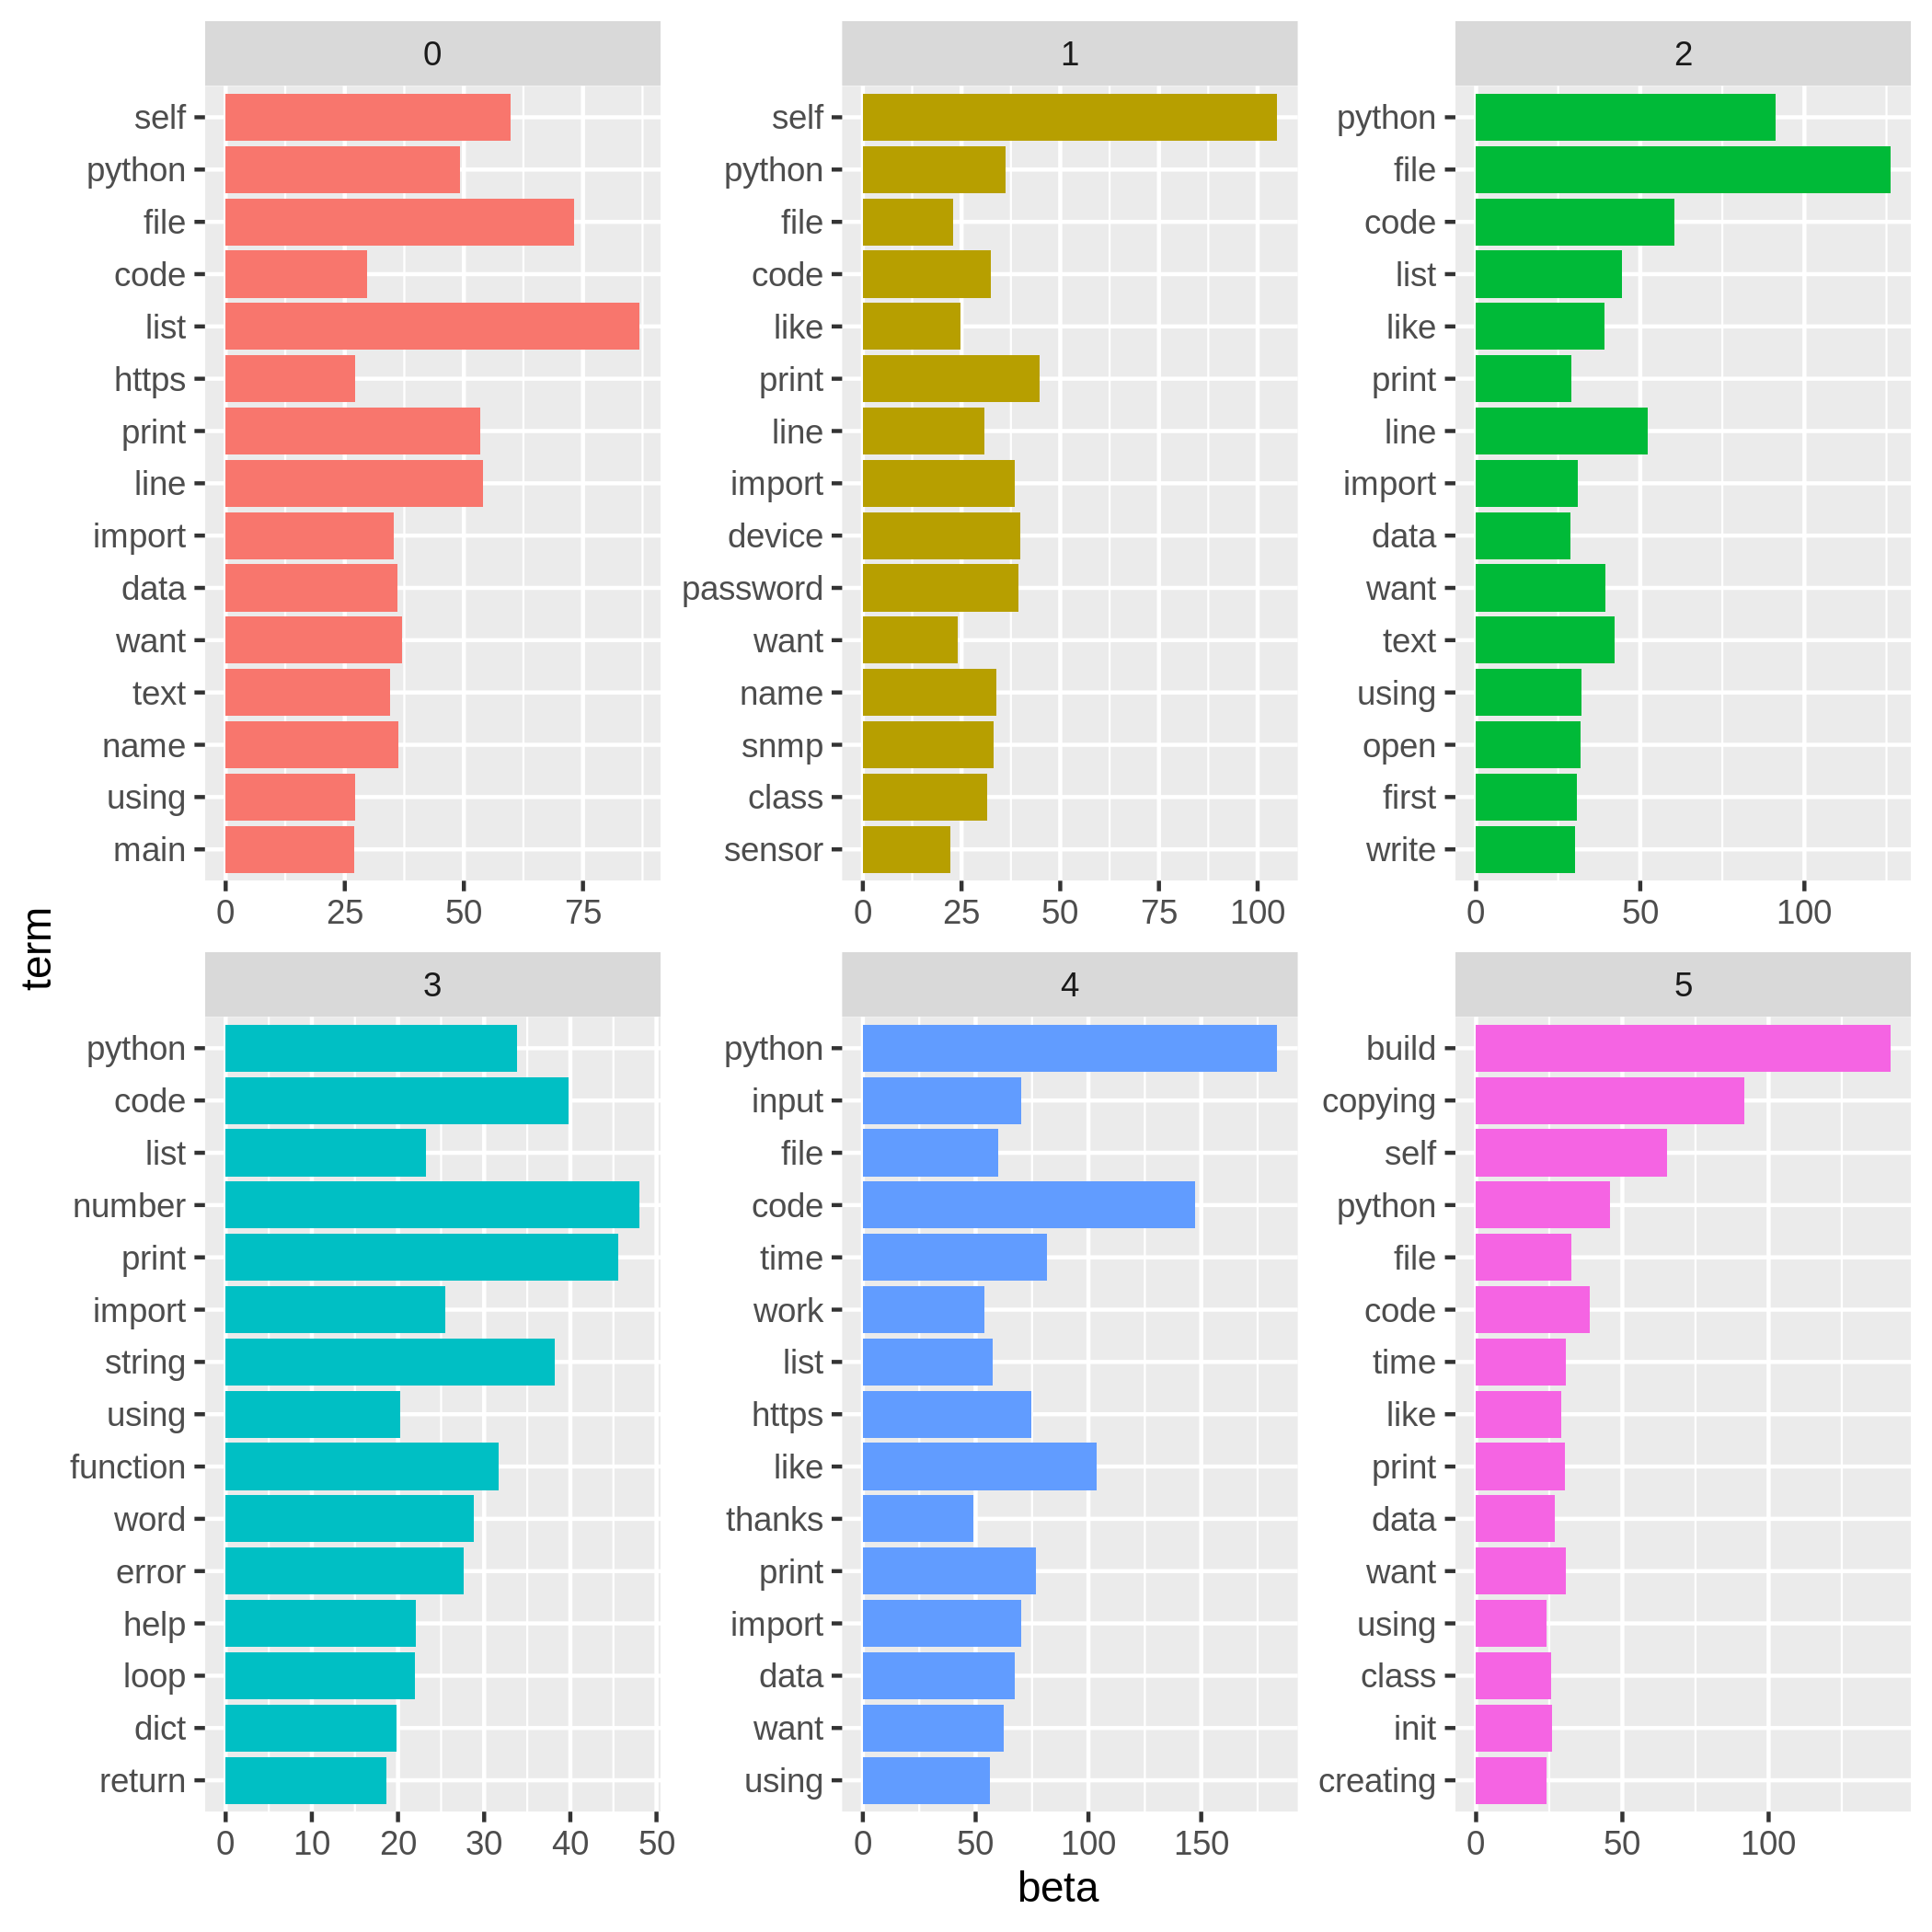 0
self
python
file
code
list
https
print
line
import
data
want
text
name
using
main
0 25 50 75
1
self
python
file
code
like
print
line
import
device
password
want
name
snmp
class
sensor
0 25 50 75 100
2
python
file
code
list
like
print
line
import
data
want
text
using
open
first
write
0 50 100
term
3
python
code
list
number
print
import
string
using
function
word
error
help
loop
dict
return
0 10 20 30 40 50
4
python
input
file
code
time
work
list
https
like
thanks
print
import
data
want
using
0 50 100 150
5
build
copying
self
python
file
code
time
like
print
data
want
using
class
init
creating
0 50 100
beta